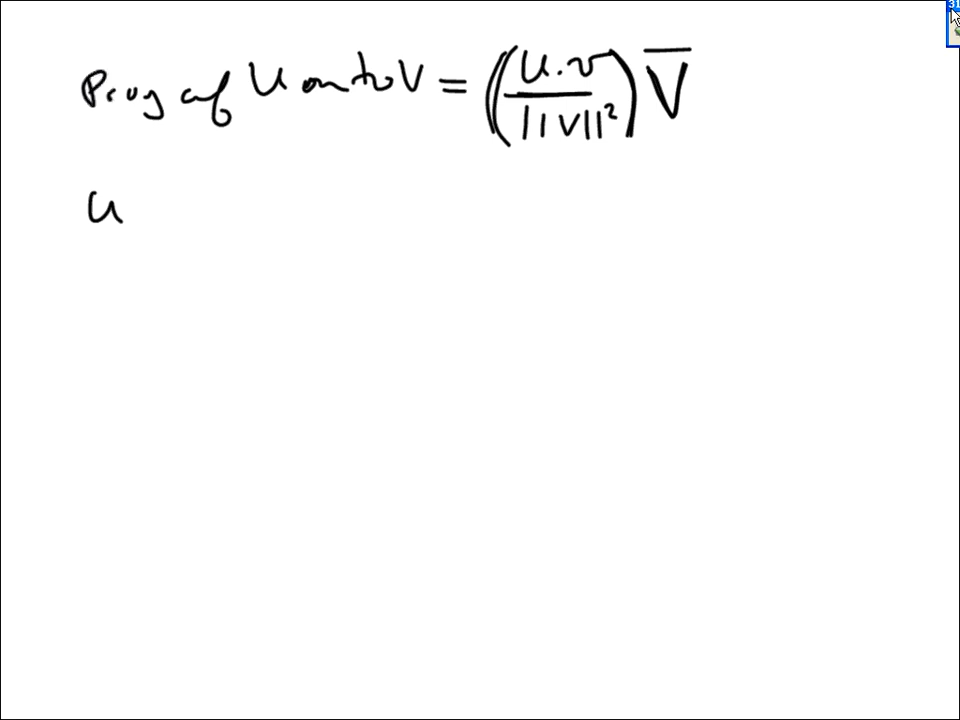 Proj of U onto V = ((U.v)/||V||²) V̅
u